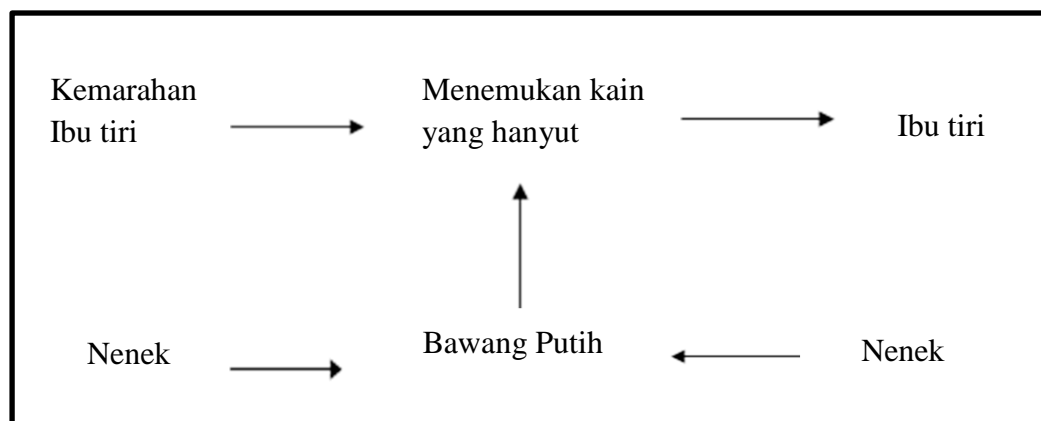 Kemarahan
Ibu tiri
Menemukan kain
yang hanyut
Ibu tiri
Nenek
Bawang Putih
Nenek